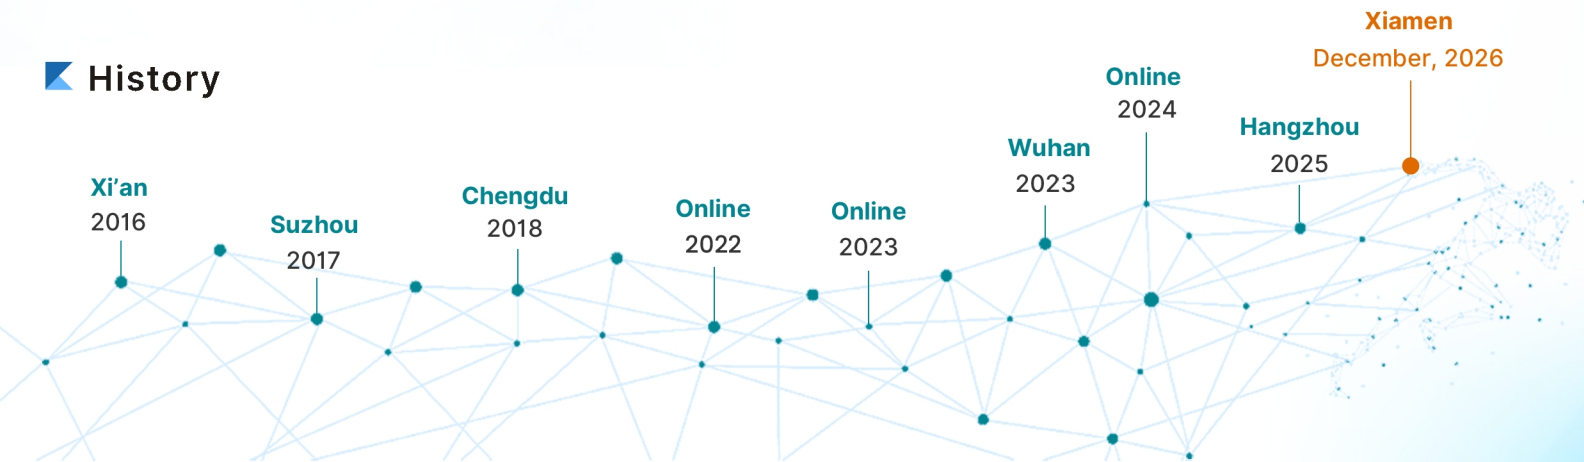 History
Xi’an
2016
Suzhou
2017
Chengdu
2018
Online
2022
Online
2023
Wuhan
2023
Online
2024
Hangzhou
2025
Xiamen
December, 2026